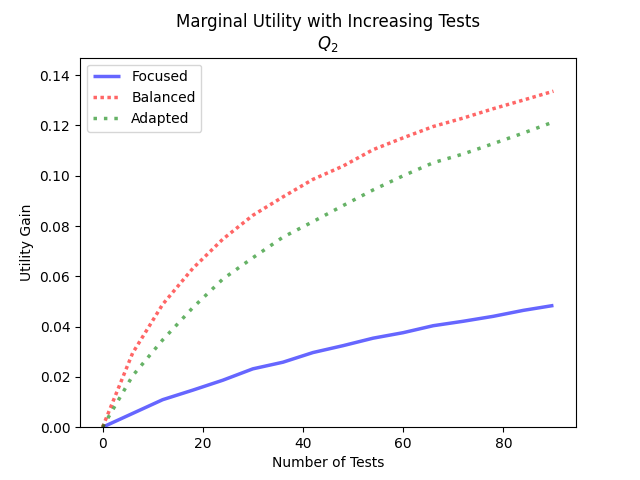 Marginal Utility with Increasing Tests
Q₂
Focused
Balanced
Adapted
Utility Gain
0.14
0.12
0.10
0.08
0.06
0.04
0.02
0.00
0 20 40 60 80
Number of Tests